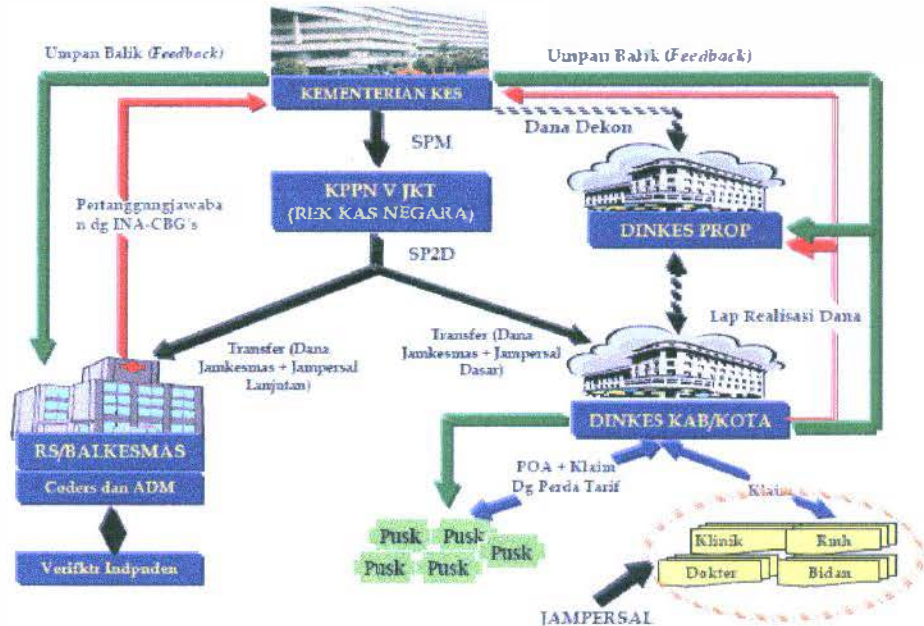 Umpan Balik (Feedback)
Umpan Balik (Feedback)
KEMENTERIAN KES
Dana Dekon
SPM
KPPN V JKT
(REK KAS NEGARA)
Pertanggungjawaba
n dg INA-CBG's
DINKES PROP
SP2D
Lap Realisasi Dana
Transfer (Dana
Jamkesmas + Jampersal
Lanjutan)
Transfer (Dana
Jamkesmas + Jampersal
Dasar)
RS/BALKESMAS
DINKES KAB/KOTA
Coders dan ADM
POA + Klaim
Dg Perda Tarif
Klaim
Pusk
Pusk
Pusk
Pusk
Pusk
Klinik
Rmh
Dokter
Bidan
Verifktr Indpnden
JAMPERSAL